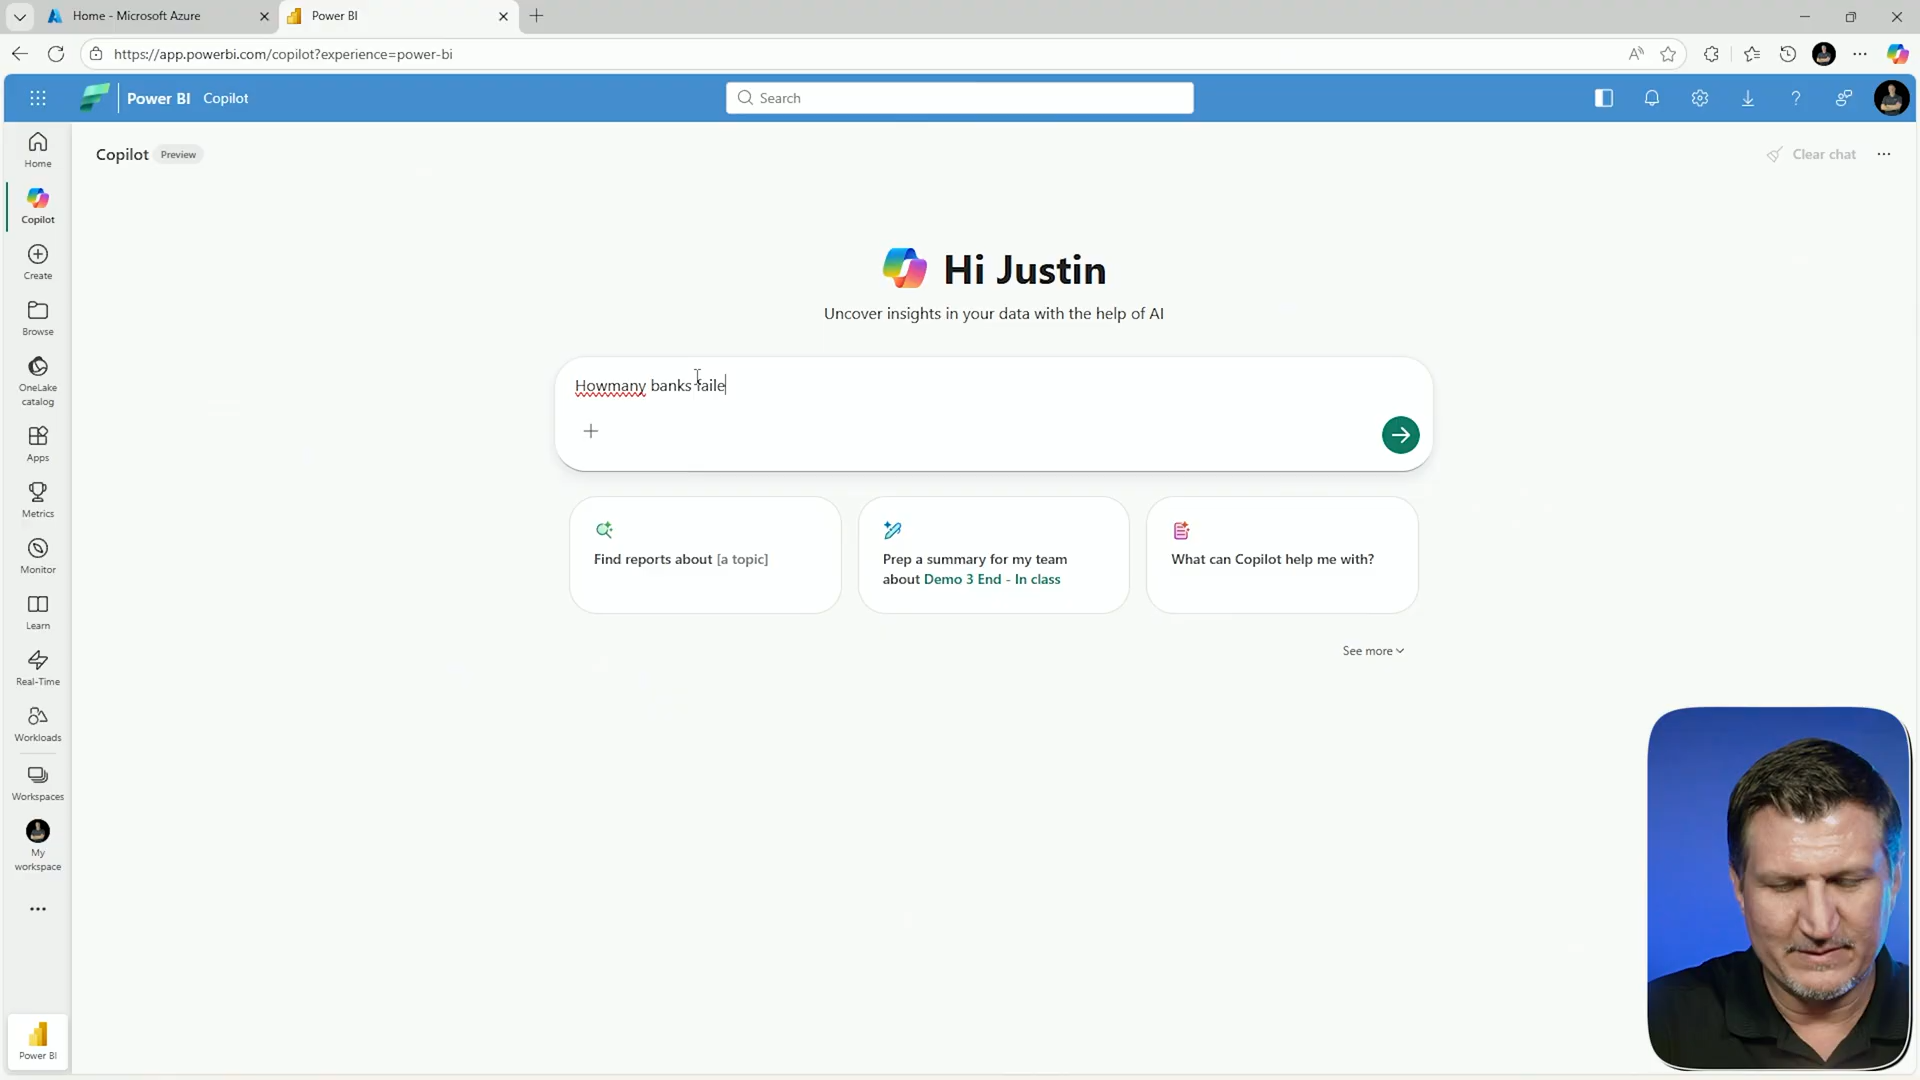 Home - Microsoft Azure
Power BI
https://app.powerbi.com/copilot?experience=power-bi
Power BI Copilot
Search
Home
Copilot
Create
Browse
OneLake
catalog
Apps
Metrics
Monitor
Learn
Real-Time
Workloads
Workspaces
My
workspace
Power BI
Copilot Preview
Clear chat
Hi Justin
Uncover insights in your data with the help of AI
Howmany banks faile
Find reports about [a topic]
Prep a summary for my team
about Demo 3 End - In class
What can Copilot help me with?
See more